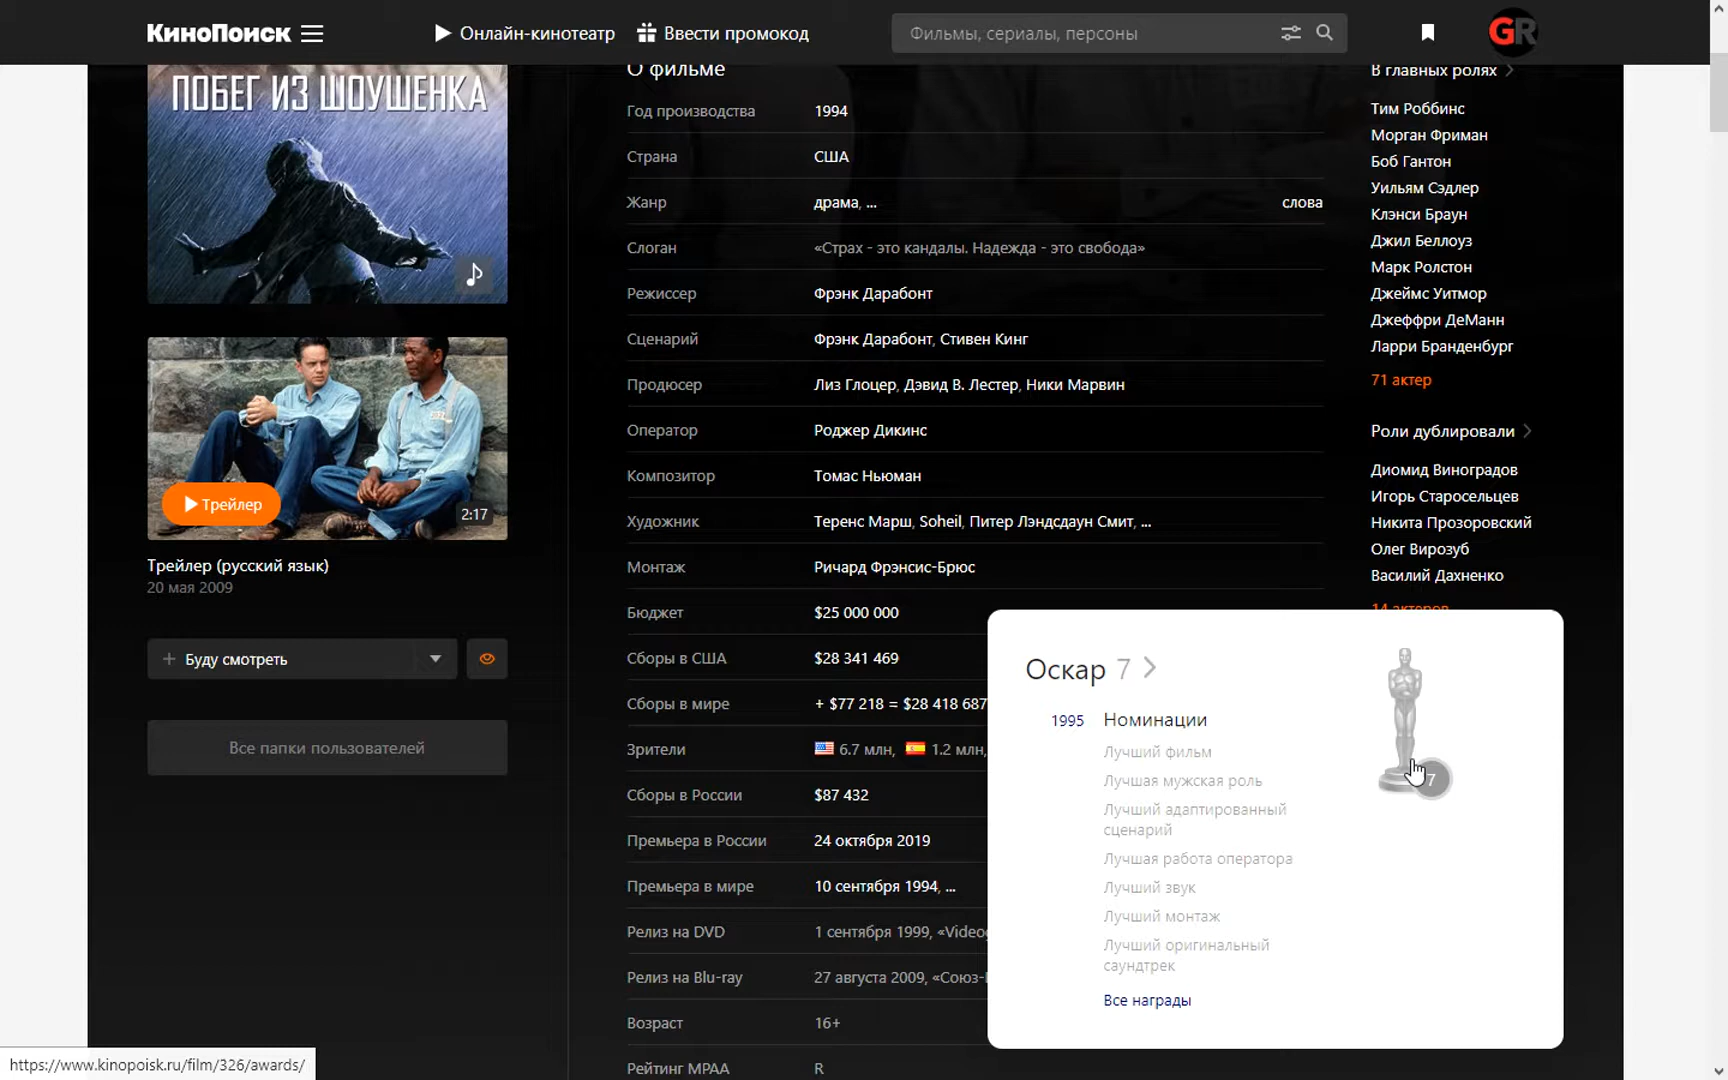 КиноПоиск
Онлайн-кинотеатр
Ввести промокод
Фильмы, сериалы, персоны
GR
ПОБЕГ ИЗ ШОУШЕНКА
Трейлер
2:17
Трейлер (русский язык)
20 мая 2009
Буду смотреть
Все папки пользователей
О фильме
Год производства 1994
Страна США
Жанр драма, ... слова
Слоган «Страх - это кандалы. Надежда - это свобода»
Режиссер Фрэнк Дарабонт
Сценарий Фрэнк Дарабонт, Стивен Кинг
Продюсер Лиз Глоцер, Дэвид В. Лестер, Ники Марвин
Оператор Роджер Дикинс
Композитор Томас Ньюман
Художник Теренс Марш, Soheil, Питер Лэндсдаун Смит, ...
Монтаж Ричард Фрэнсис-Брюс
Бюджет $25 000 000
Сборы в США $28 341 469
Сборы в мире + $77 218 = $28 418 687
Зрители 6.7 млн, 1.2 млн,
Сборы в России $87 432
Премьера в России 24 октября 2019
Премьера в мире 10 сентября 1994, ...
Релиз на DVD 1 сентября 1999,
Релиз на Blu-ray 27 августа 2009,
Возраст 16+
Рейтинг MPAA R
В главных ролях
Тим Роббинс
Морган Фриман
Боб Гантон
Уильям Сэдлер
Клэнси Браун
Джил Беллоуз
Марк Ролстон
Джеймс Уитмор
Джеффри ДеМанн
Ларри Бранденбург
71 актер
Роли дублировали
Диомид Виноградов
Игорь Старосельцев
Никита Прозоровский
Олег Вирозуб
Василий Дахненко
14 актеров
Оскар 7
1995 Номинации
Лучший фильм
Лучшая мужская роль
Лучший адаптированный
сценарий
Лучшая работа оператора
Лучший звук
Лучший монтаж
Лучший оригинальный
саундтрек
Все награды
7
https://www.kinopoisk.ru/film/326/awards/